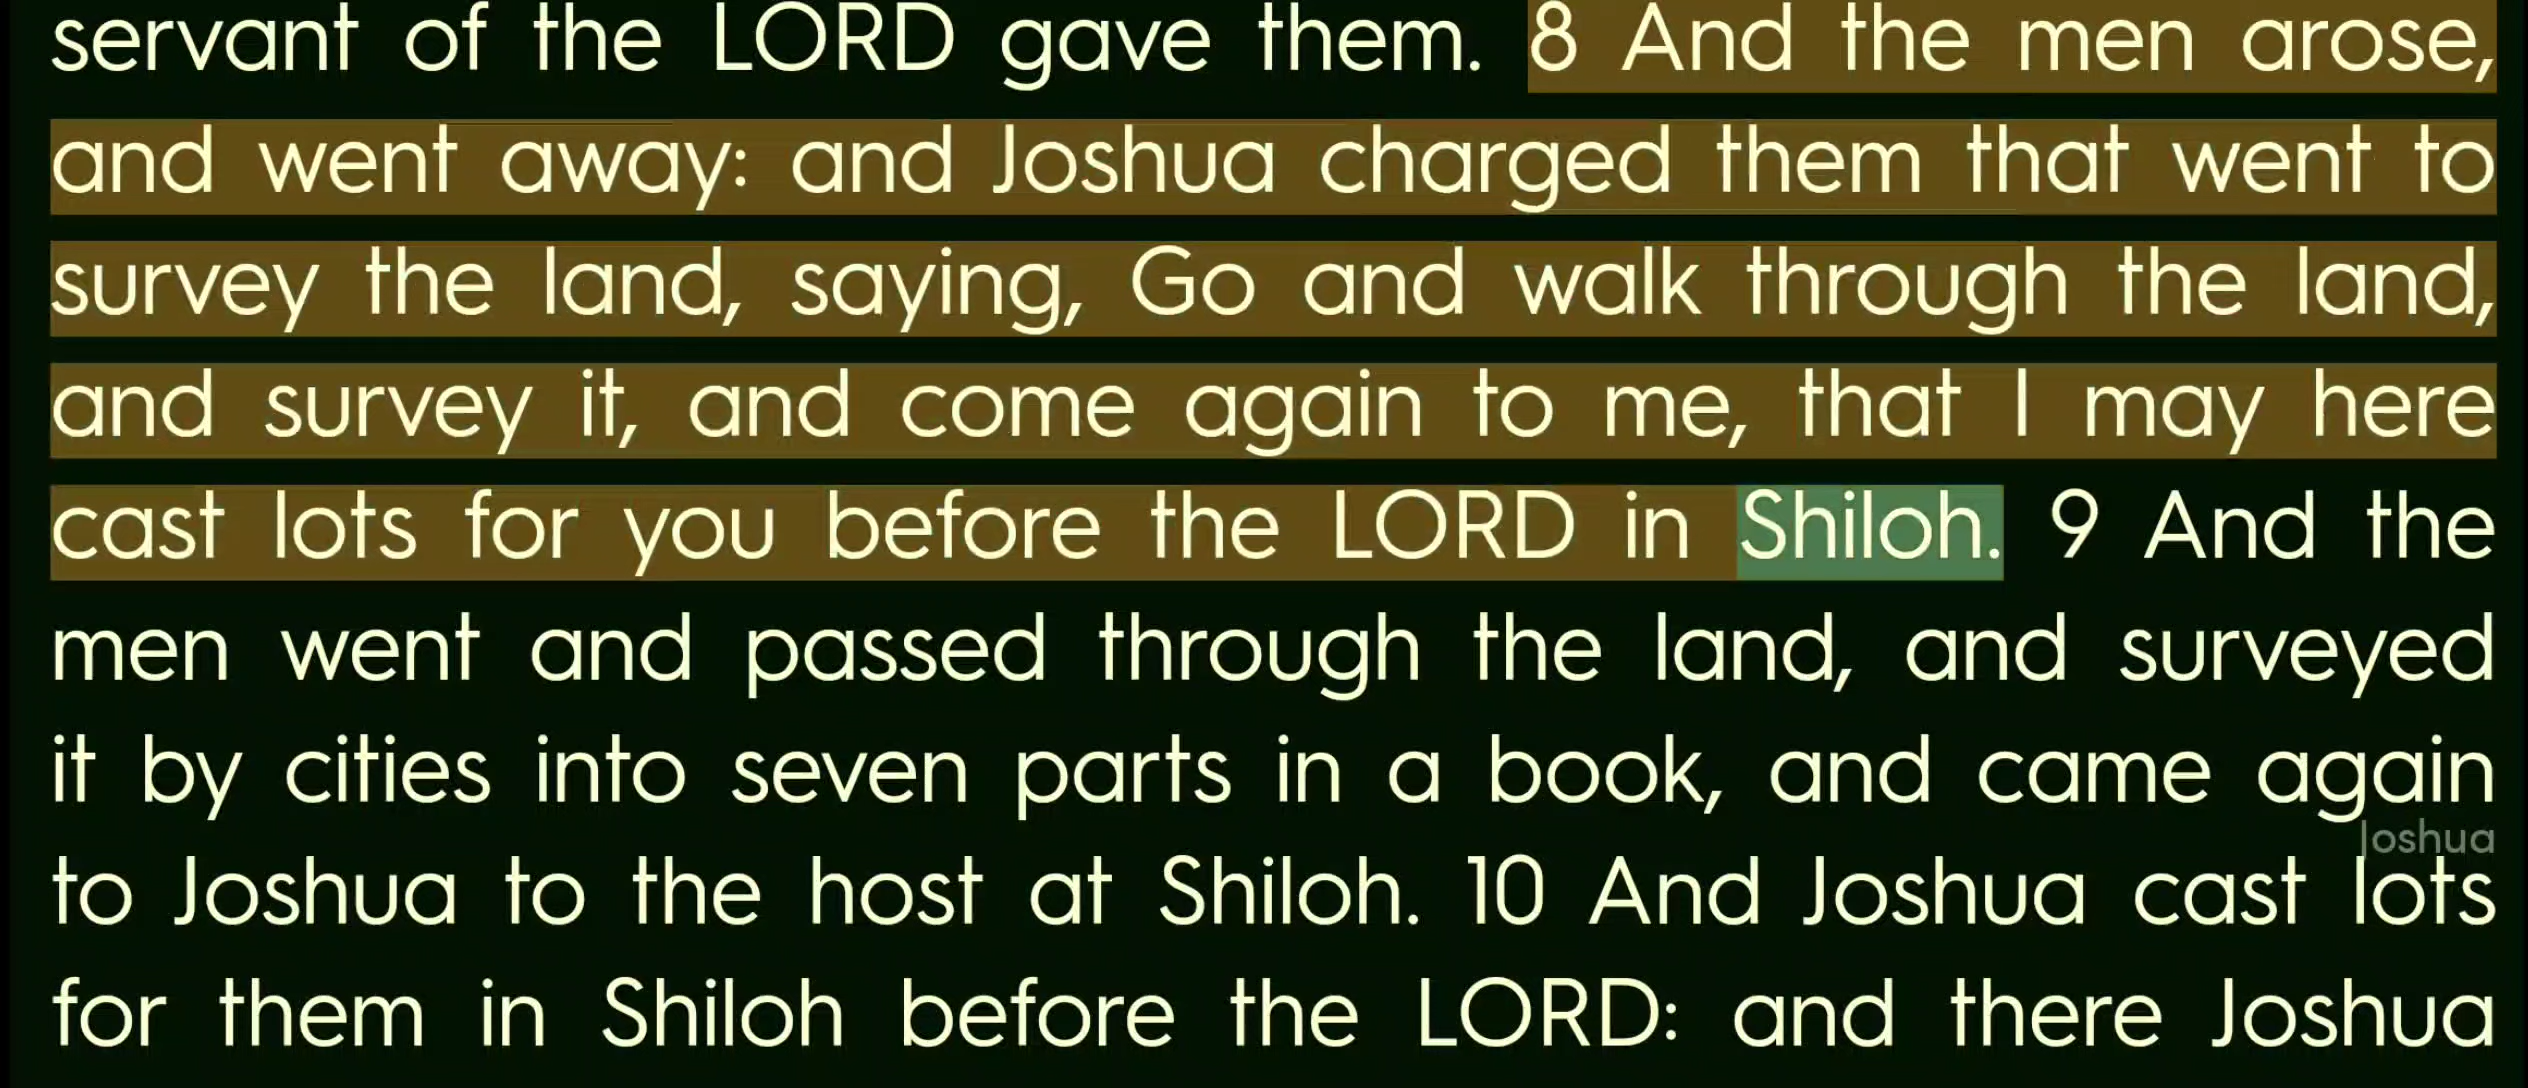 servant of the LORD gave them. 8 And the men arose,
and went away: and Joshua charged them that went to
survey the land, saying, Go and walk through the land,
and survey it, and come again to me, that I may here
cast lots for you before the LORD in Shiloh. 9 And the
men went and passed through the land, and surveyed
it by cities into seven parts in a book, and came again
Joshua
to Joshua to the host at Shiloh. 10 And Joshua cast lots
for them in Shiloh before the LORD: and there Joshua